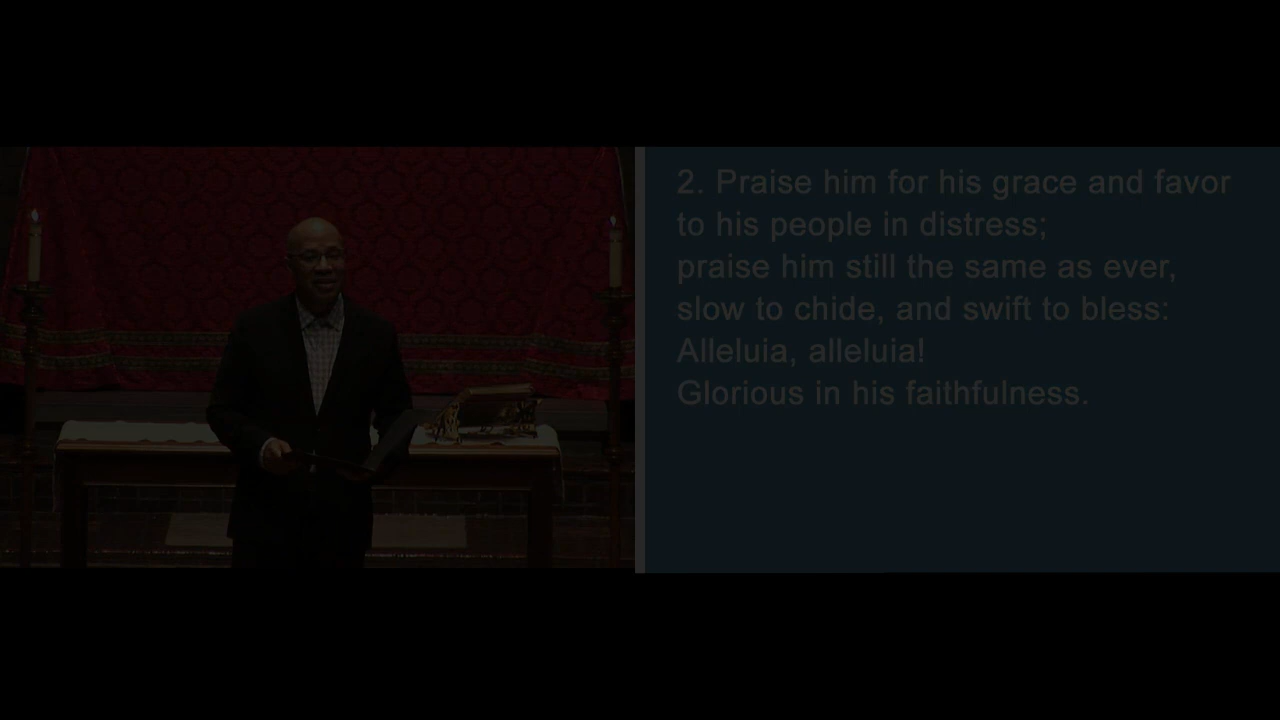 2. Praise him for his grace and favor
to his people in distress;
praise him still the same as ever,
slow to chide, and swift to bless:
Alleluia, alleluia!
Glorious in his faithfulness.